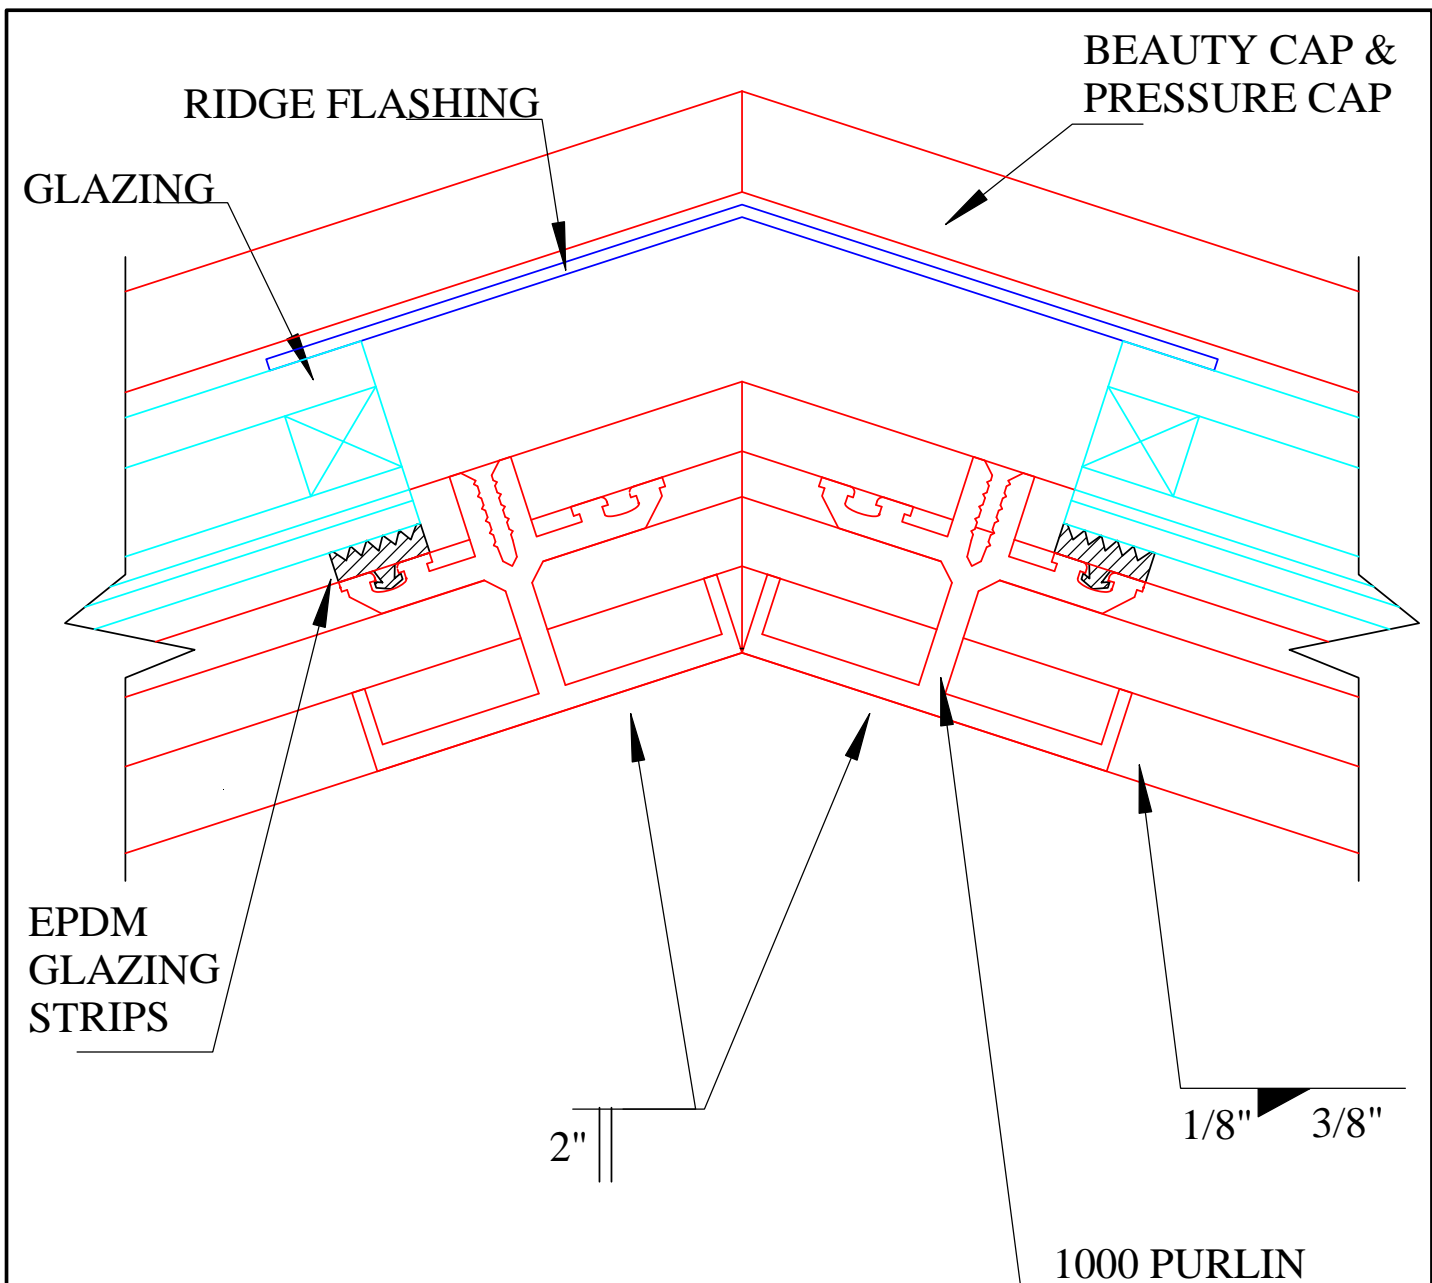 BEAUTY CAP &
PRESSURE CAP
RIDGE FLASHING
GLAZING
EPDM
GLAZING
STRIPS
2"
1/8" 3/8"
1000 PURLIN